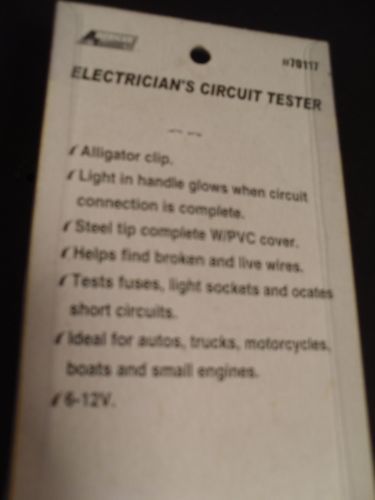 AMERICAN
#70117
ELECTRICIAN'S CIRCUIT TESTER
Alligator clip.
Light in handle glows when circuit
connection is complete.
Steel tip complete W/PVC cover.
Helps find broken and live wires.
Tests fuses, light sockets and ocates
short circuits.
Ideal for autos, trucks, motorcycles,
boats and small engines.
6-12V.